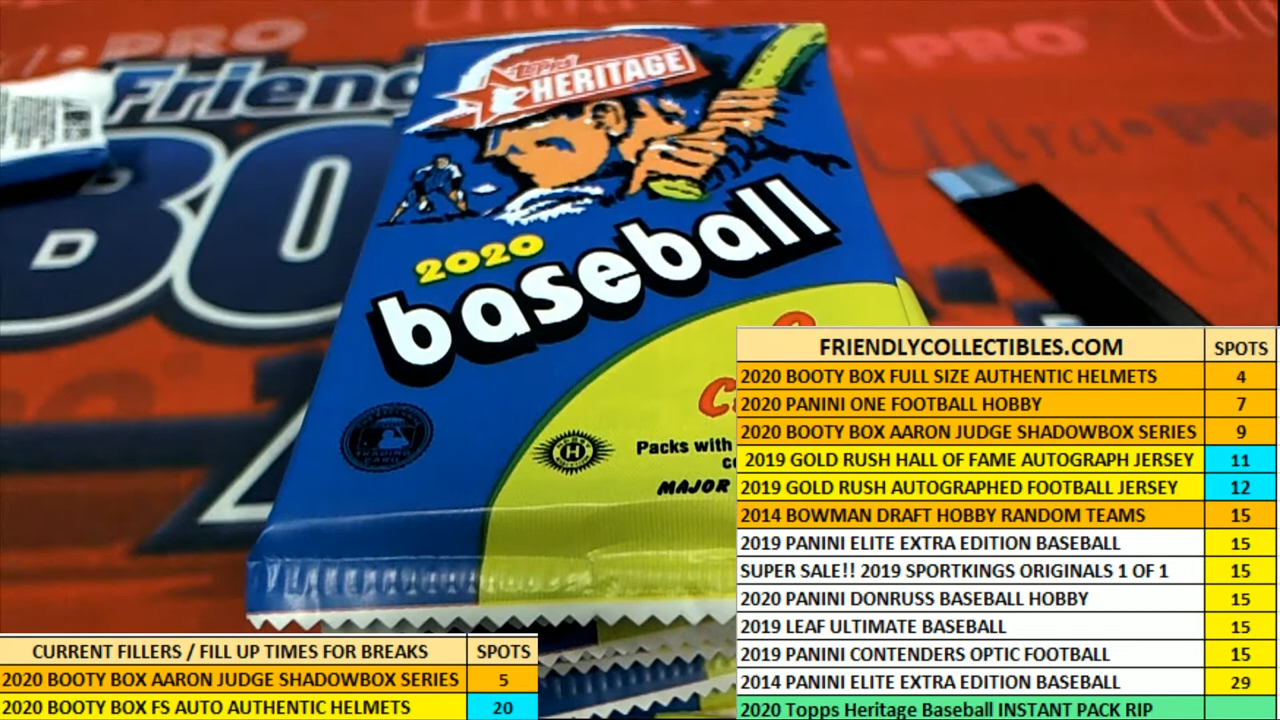 PRO
PRO
Friend
BO
Ultra PRO
Topps
HERITAGE
2020
baseball
Packs with
MAJOR
H
FRIENDLYCOLLECTIBLES.COM SPOTS
2020 BOOTY BOX FULL SIZE AUTHENTIC HELMETS 4
2020 PANINI ONE FOOTBALL HOBBY 7
2020 BOOTY BOX AARON JUDGE SHADOWBOX SERIES 9
2019 GOLD RUSH HALL OF FAME AUTOGRAPH JERSEY 11
2019 GOLD RUSH AUTOGRAPHED FOOTBALL JERSEY 12
2014 BOWMAN DRAFT HOBBY RANDOM TEAMS 15
2019 PANINI ELITE EXTRA EDITION BASEBALL 15
SUPER SALE!! 2019 SPORTKINGS ORIGINALS 1 OF 1 15
2020 PANINI DONRUSS BASEBALL HOBBY 15
2019 LEAF ULTIMATE BASEBALL 15
2019 PANINI CONTENDERS OPTIC FOOTBALL 15
2014 PANINI ELITE EXTRA EDITION BASEBALL 29
2020 Topps Heritage Baseball INSTANT PACK RIP
CURRENT FILLERS / FILL UP TIMES FOR BREAKS SPOTS
2020 BOOTY BOX AARON JUDGE SHADOWBOX SERIES 5
2020 BOOTY BOX FS AUTO AUTHENTIC HELMETS 20